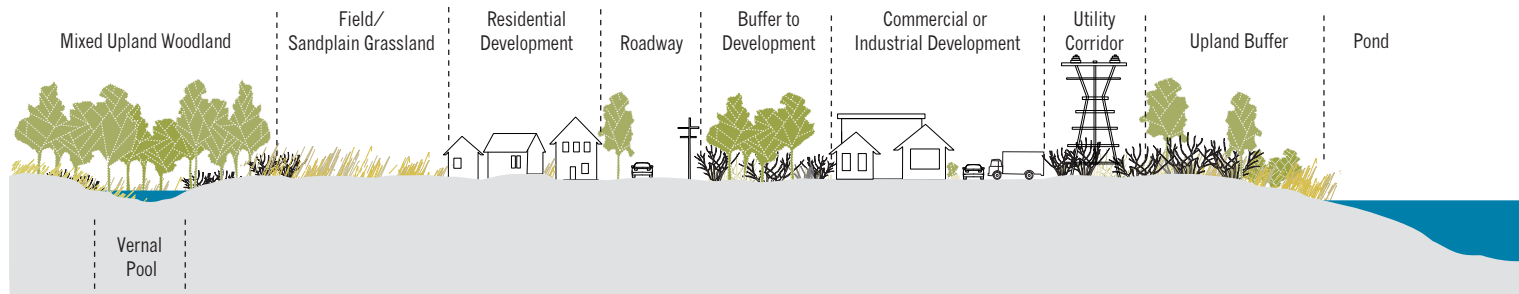 Mixed Upland Woodland
Field/
Sandplain Grassland
Residential
Development
Roadway
Buffer to
Development
Commercial or
Industrial Development
Utility
Corridor
Upland Buffer
Pond
Vernal
Pool